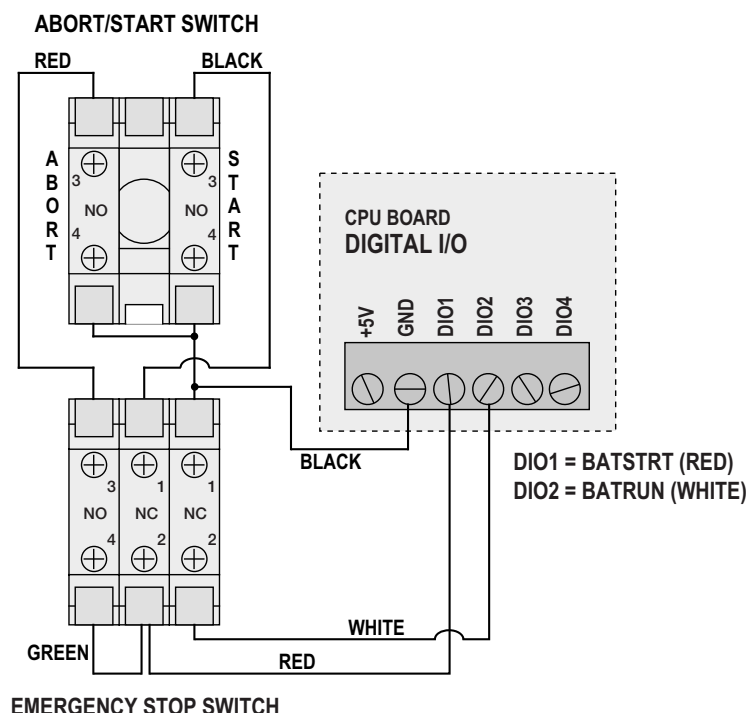 ABORT/START SWITCH
RED
BLACK
ABORT
START
3
3
NO
NO
4
4
CPU BOARD
DIGITAL I/O
+5V
GND
DIO1
DIO2
DIO3
DIO4
BLACK
DIO1 = BATSTRT (RED)
DIO2 = BATRUN (WHITE)
3
1
1
NO
NC
NC
4
2
2
WHITE
GREEN
RED
EMERGENCY STOP SWITCH